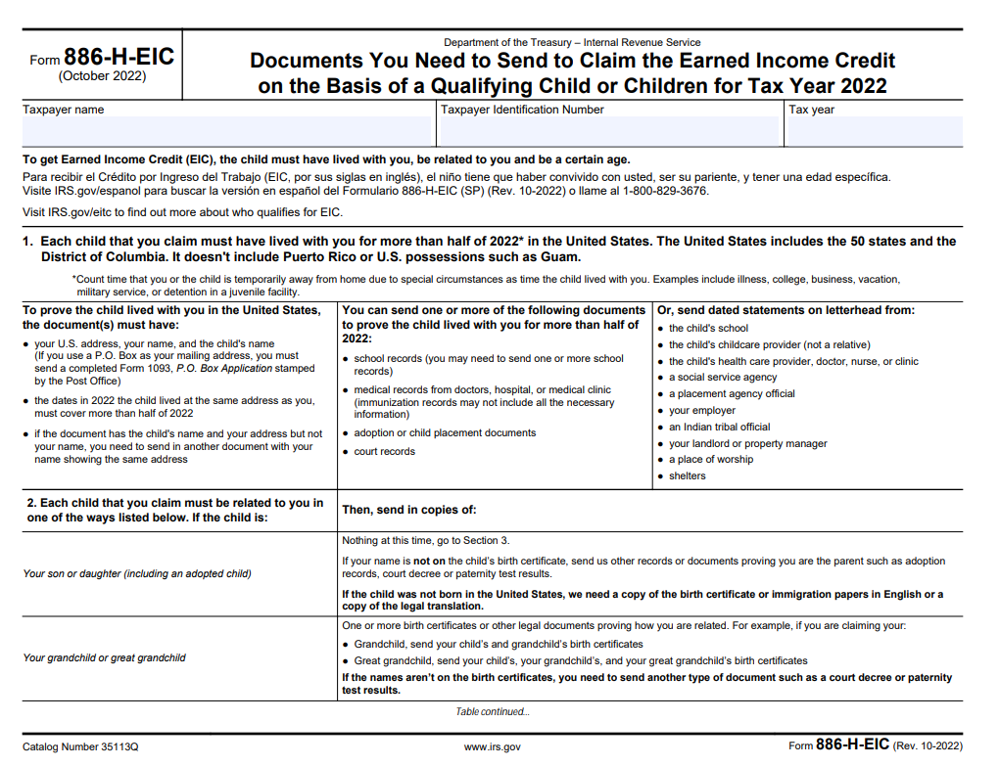 Form 886-H-EIC
(October 2022)
Department of the Treasury – Internal Revenue Service
Documents You Need to Send to Claim the Earned Income Credit
on the Basis of a Qualifying Child or Children for Tax Year 2022
Taxpayer name
Taxpayer Identification Number
Tax year
To get Earned Income Credit (EIC), the child must have lived with you, be related to you and be a certain age.
Para recibir el Crédito por Ingreso del Trabajo (EIC, por sus siglas en inglés), el niño tiene que haber convivido con usted, ser su pariente, y tener una edad específica.
Visite IRS.gov/espanol para buscar la versión en español del Formulario 886-H-EIC (SP) (Rev. 10-2022) o llame al 1-800-829-3676.
Visit IRS.gov/eitc to find out more about who qualifies for EIC.
1. Each child that you claim must have lived with you for more than half of 2022* in the United States. The United States includes the 50 states and the
District of Columbia. It doesn't include Puerto Rico or U.S. possessions such as Guam.
*Count time that you or the child is temporarily away from home due to special circumstances as time the child lived with you. Examples include illness, college, business, vacation,
military service, or detention in a juvenile facility.
To prove the child lived with you in the United States,
the document(s) must have:
• your U.S. address, your name, and the child's name
(If you use a P.O. Box as your mailing address, you must
send a completed Form 1093, P.O. Box Application stamped
by the Post Office)
• the dates in 2022 the child lived at the same address as you,
must cover more than half of 2022
• if the document has the child's name and your address but not
your name, you need to send in another document with your
name showing the same address
You can send one or more of the following documents
to prove the child lived with you for more than half of
2022:
• school records (you may need to send one or more school
records)
• medical records from doctors, hospital, or medical clinic
(immunization records may not include all the necessary
information)
• adoption or child placement documents
• court records
Or, send dated statements on letterhead from:
• the child's school
• the child's childcare provider (not a relative)
• the child's health care provider, doctor, nurse, or clinic
• a social service agency
• a placement agency official
• your employer
• an Indian tribal official
• your landlord or property manager
• a place of worship
• shelters
2. Each child that you claim must be related to you in
one of the ways listed below. If the child is:
Then, send in copies of:
Your son or daughter (including an adopted child)
Nothing at this time, go to Section 3.
If your name is not on the child's birth certificate, send us other records or documents proving you are the parent such as adoption
records, court decree or paternity test results.
If the child was not born in the United States, we need a copy of the birth certificate or immigration papers in English or a
copy of the legal translation.
Your grandchild or great grandchild
One or more birth certificates or other legal documents proving how you are related. For example, if you are claiming your:
• Grandchild, send your child's and grandchild's birth certificates
• Great grandchild, send your child's, your grandchild's, and your great grandchild's birth certificates
If the names aren't on the birth certificates, you need to send another type of document such as a court decree or paternity
test results.
Table continued...
Catalog Number 35113Q
www.irs.gov
Form 886-H-EIC (Rev. 10-2022)